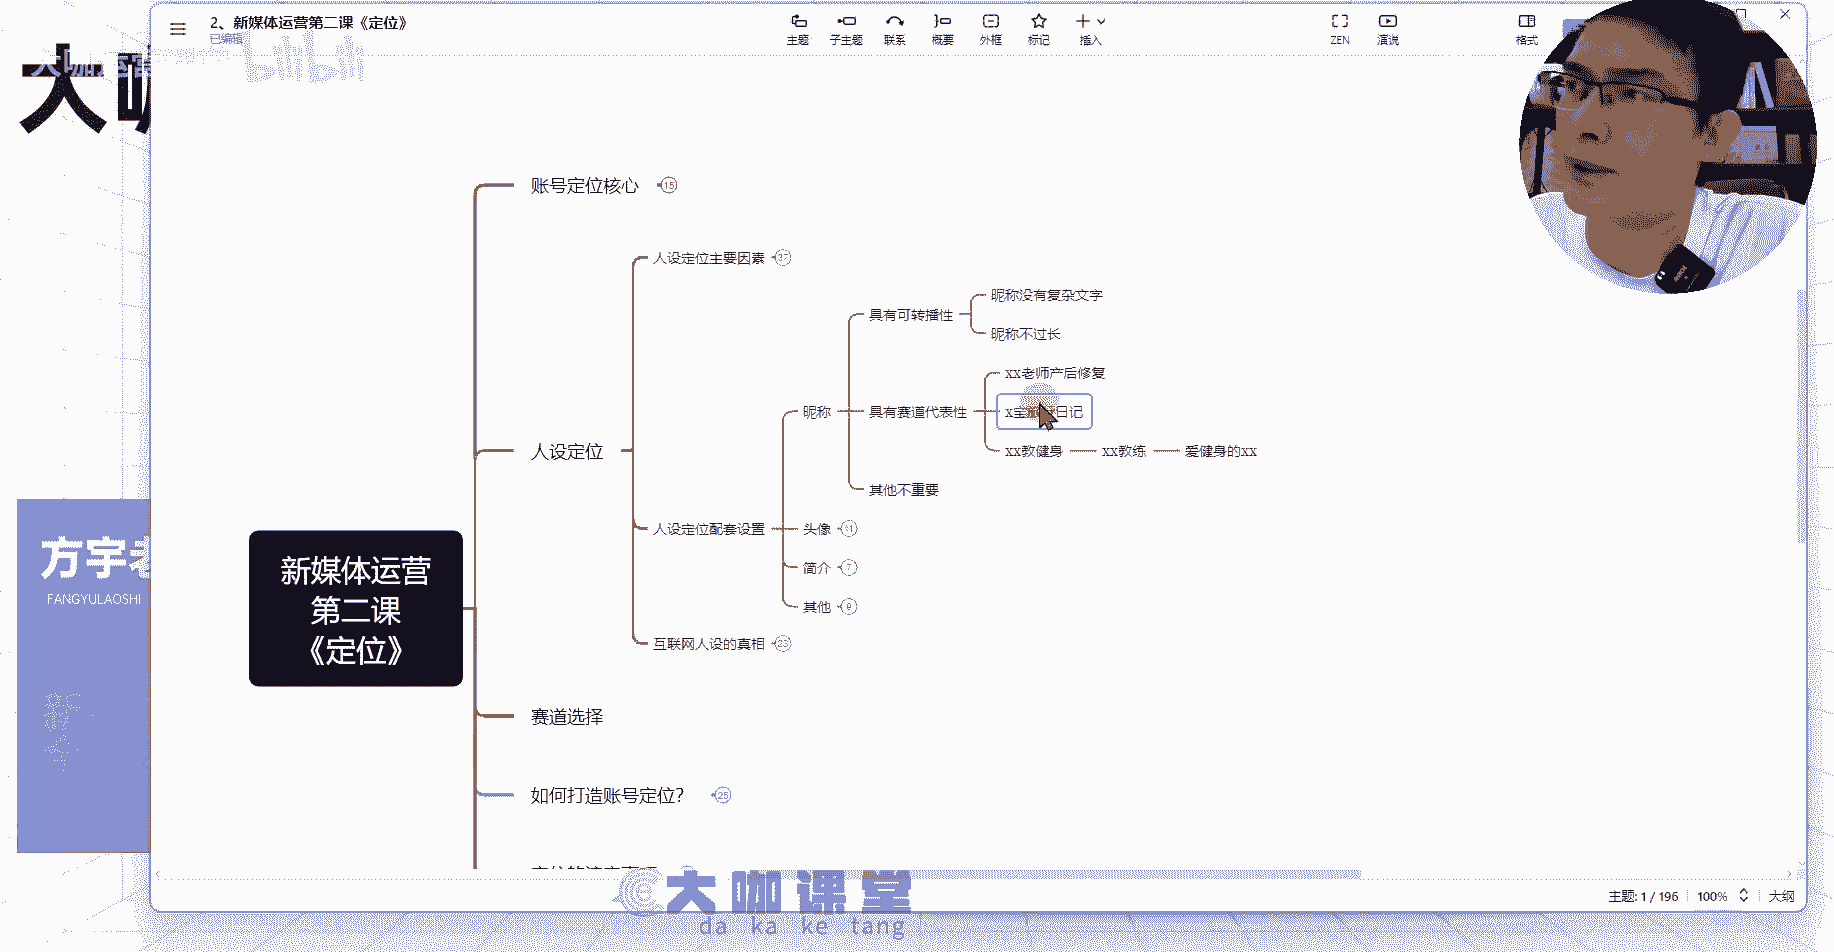 2、新媒体运营第二课《定位》
已编辑
主题
子主题
联系
概要
外框
标记
插入
ZEN
演说
格式
bilibili
大咖
账号定位核心
15
人设定位主要因素
37
昵称没有复杂文字
具有可转播性
昵称不过长
xx老师产后修复
昵称
具有赛道代表性
日记
人设定位
xx教健身
xx教练
爱健身的xx
其他不重要
人设定位配套设置
头像
简介
7
其他
9
互联网人设的真相
23
新媒体运营
第二课
《定位》
方宇老
FANGYULAOSHI
赛道选择
如何打造账号定位？
25
大咖课堂
da ka ke tang
主题: 1 / 196
100%
大纲